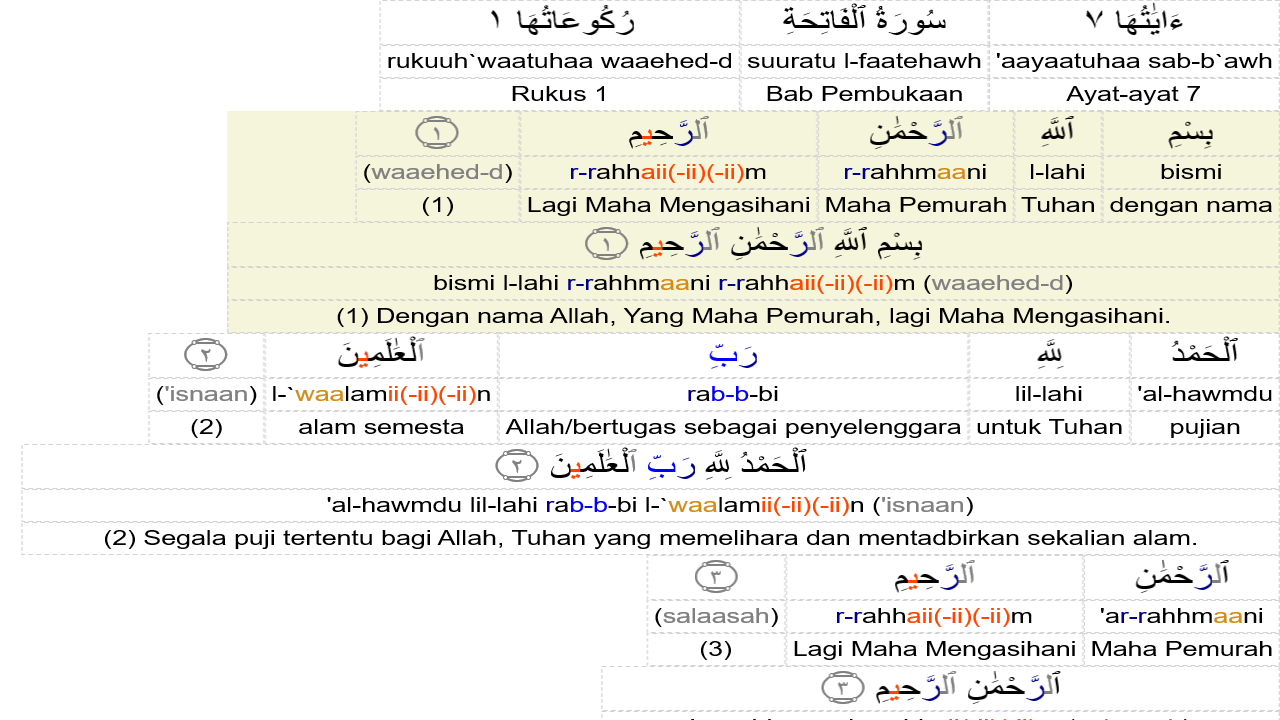 ءَايَٰتُهَا ٧ سُورَةُ ٱلْفَاتِحَةِ رُكُوعَاتُهَا ١
'aayaatuhaa sab-b`awh suuratu l-faatehawh rukuuh`waatuhaa waaehed-d
Ayat-ayat 7 Bab Pembukaan Rukus 1
بِسْمِ ٱللَّهِ ٱلرَّحْمَٰنِ ٱلرَّحِيمِ ١
bismi l-lahi r-rahhmaani r-rahhaii(-ii)(-ii)m (waaehed-d)
dengan nama Tuhan Maha Pemurah Lagi Maha Mengasihani (1)
بِسْمِ ٱللَّهِ ٱلرَّحْمَٰنِ ٱلرَّحِيمِ ١
bismi l-lahi r-rahhmaani r-rahhaii(-ii)(-ii)m (waaehed-d)
(1) Dengan nama Allah, Yang Maha Pemurah, lagi Maha Mengasihani.
ٱلْحَمْدُ لِلَّهِ رَبِّ ٱلْعَٰلَمِينَ ٢
'al-hawmdu lil-lahi rab-b-bi l-`waalamii(-ii)(-ii)n ('isnaan)
pujian untuk Tuhan Allah/bertugas sebagai penyelenggara alam semesta (2)
ٱلْحَمْدُ لِلَّهِ رَبِّ ٱلْعَٰلَمِينَ ٢
'al-hawmdu lil-lahi rab-b-bi l-`waalamii(-ii)(-ii)n ('isnaan)
(2) Segala puji tertentu bagi Allah, Tuhan yang memelihara dan mentadbirkan sekalian alam.
ٱلرَّحْمَٰنِ ٱلرَّحِيمِ ٣
'ar-rahhmaani r-rahhaii(-ii)(-ii)m (salaasah)
Maha Pemurah Lagi Maha Mengasihani (3)
ٱلرَّحْمَٰنِ ٱلرَّحِيمِ ٣